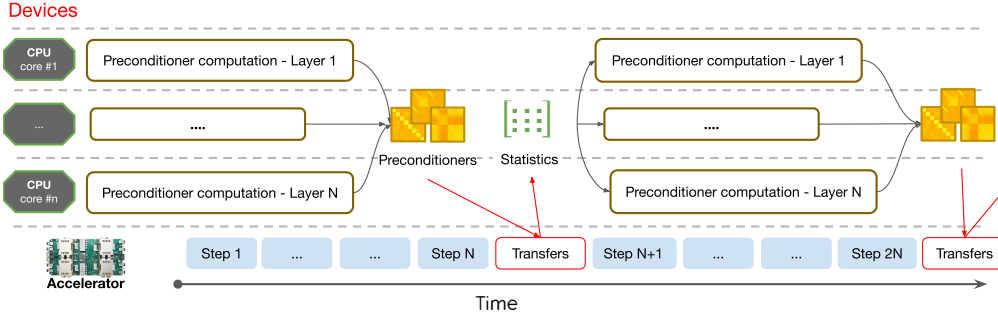 Devices
CPU
core #1
Preconditioner computation - Layer 1
Preconditioner computation - Layer 1
...
....
....
Preconditioners
Statistics
CPU
core #n
Preconditioner computation - Layer N
Preconditioner computation - Layer N
Step 1
...
...
Step N
Transfers
Step N+1
...
...
Step 2N
Transfers
Accelerator
Time